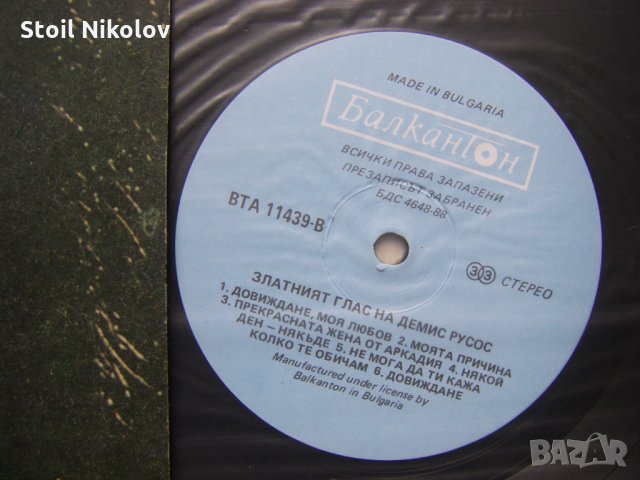 Stoil Nikolov
MADE IN BULGARIA
Балкантон
ВСИЧКИ ПРАВА ЗАПАЗЕНИ
ПРЕЗАПИСЪТ ЗАБРАНЕН
БДС 4648-88
ВТА 11439-В
33 СТЕРЕО
ЗЛАТНИЯТ ГЛАС НА ДЕМИС РУСОС
1. ДОВИЖДАНЕ, МОЯ ЛЮБОВ 2. МОЯТА ПРИЧИНА
3. ПРЕКРАСНАТА ЖЕНА ОТ АРКАДИЯ 4. НЯКОЙ
ДЕН – НЯКЪДЕ 5. НЕ МОГА ДА ТИ КАЖА
КОЛКО ТЕ ОБИЧАМ 6. ДОВИЖДАНЕ
Manufactured under license by
Balkanton in Bulgaria
BAZAR